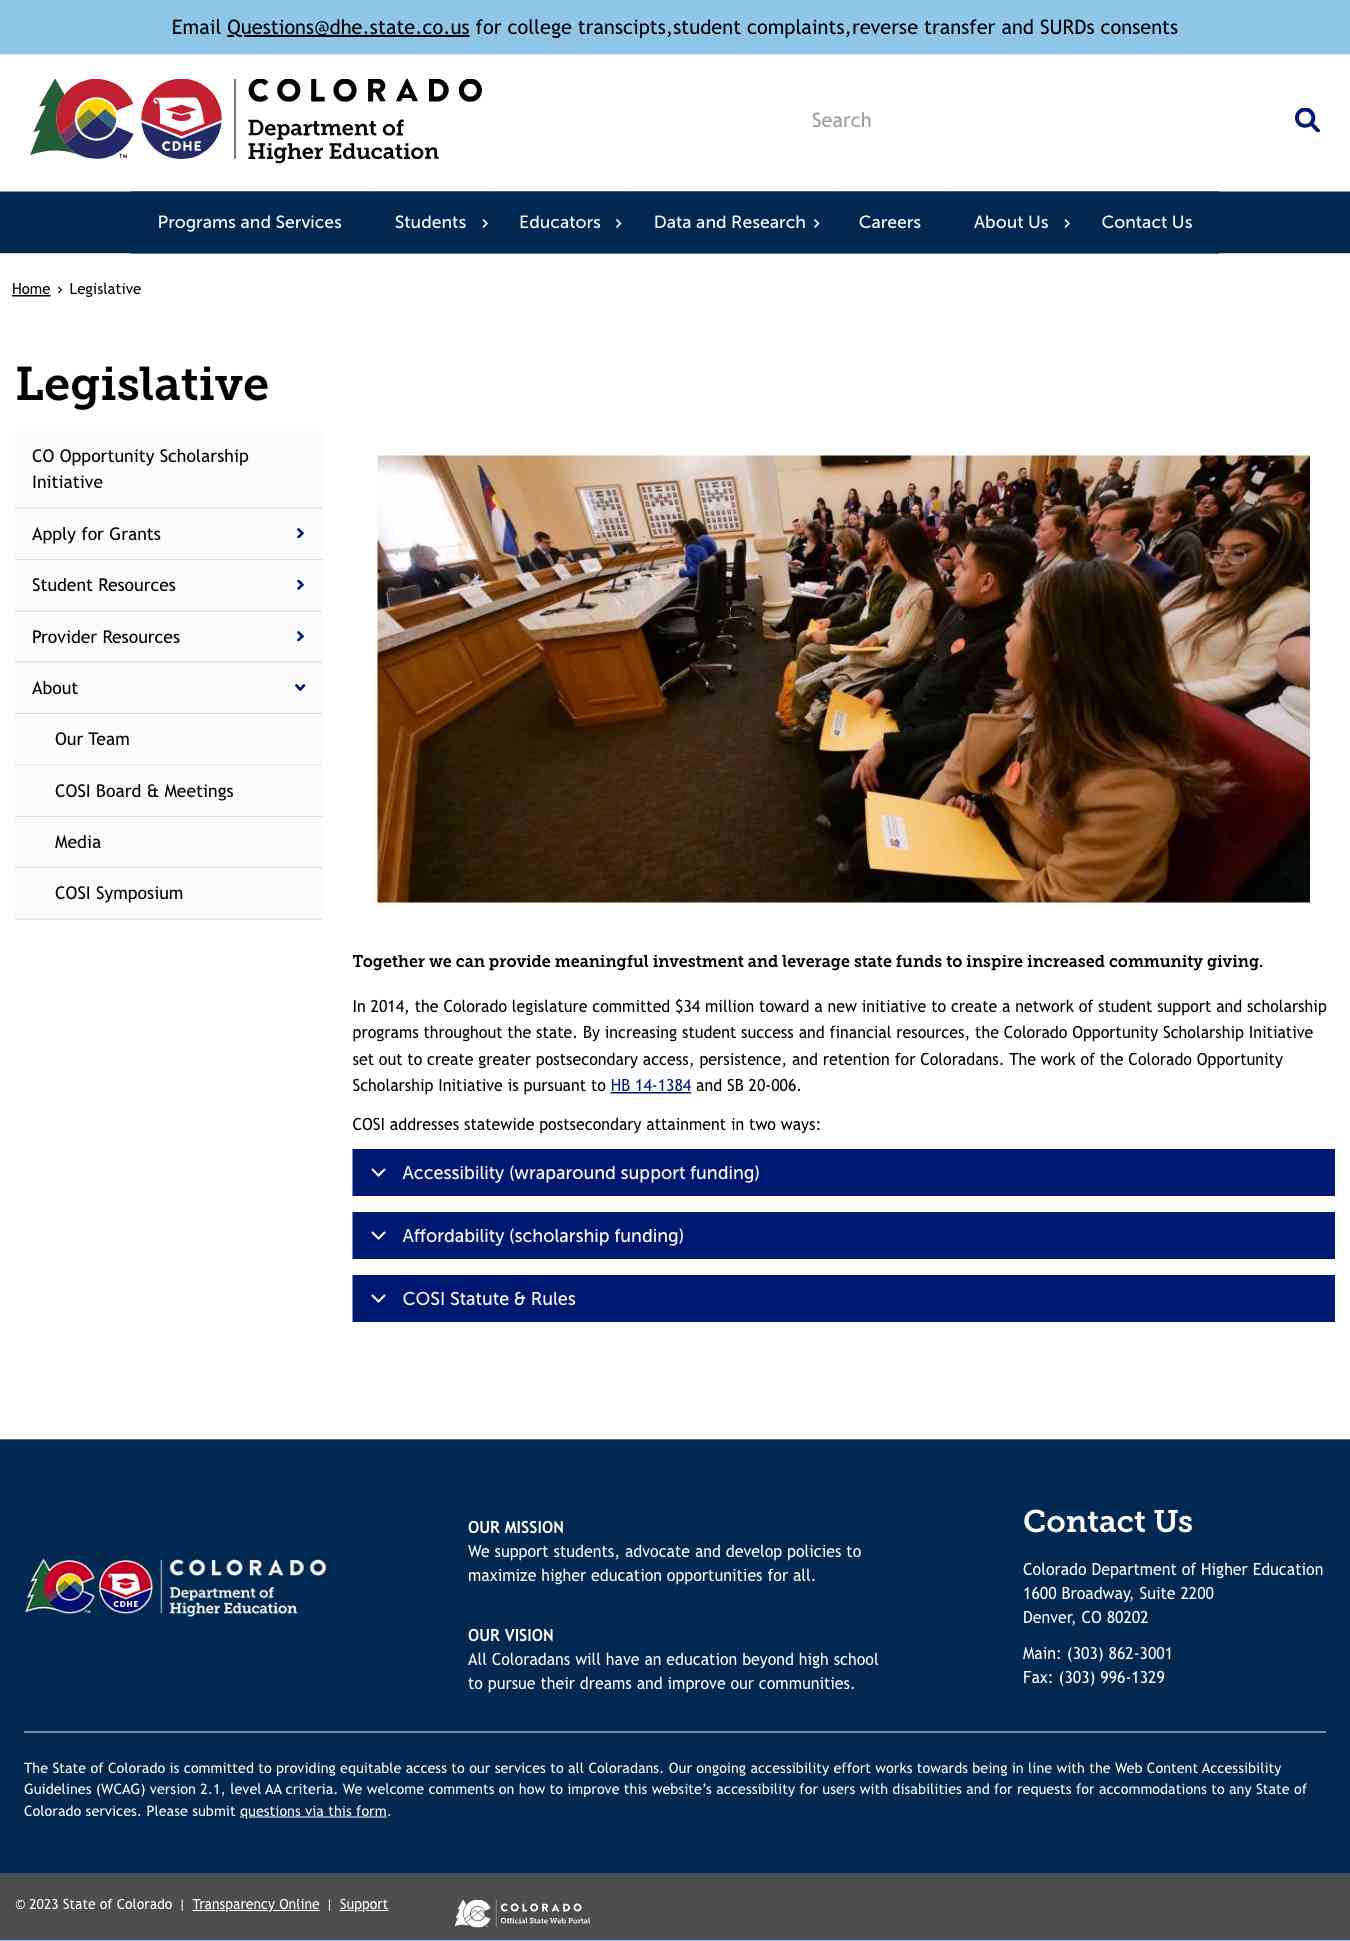 Email Questions@dhe.state.co.us for college transcipts,student complaints,reverse transfer and SURDs consents
CDHE
TM
COLORADO
Department of
Higher Education
Search
Programs and Services
Students
Educators
Data and Research
Careers
About Us
Contact Us
Home › Legislative
Legislative
CO Opportunity Scholarship
Initiative
Apply for Grants
Student Resources
Provider Resources
About
Our Team
COSI Board & Meetings
Media
COSI Symposium
Together we can provide meaningful investment and leverage state funds to inspire increased community giving.
In 2014, the Colorado legislature committed $34 million toward a new initiative to create a network of student support and scholarship
programs throughout the state. By increasing student success and financial resources, the Colorado Opportunity Scholarship Initiative
set out to create greater postsecondary access, persistence, and retention for Coloradans. The work of the Colorado Opportunity
Scholarship Initiative is pursuant to HB 14-1384 and SB 20-006.
COSI addresses statewide postsecondary attainment in two ways:
Accessibility (wraparound support funding)
Affordability (scholarship funding)
COSI Statute & Rules
CDHE
COLORADO
Department of
Higher Education
OUR MISSION
We support students, advocate and develop policies to
maximize higher education opportunities for all.
OUR VISION
All Coloradans will have an education beyond high school
to pursue their dreams and improve our communities.
Contact Us
Colorado Department of Higher Education
1600 Broadway, Suite 2200
Denver, CO 80202
Main: (303) 862-3001
Fax: (303) 996-1329
The State of Colorado is committed to providing equitable access to our services to all Coloradans. Our ongoing accessibility effort works towards being in line with the Web Content Accessibility
Guidelines (WCAG) version 2.1, level AA criteria. We welcome comments on how to improve this website’s accessibility for users with disabilities and for requests for accommodations to any State of
Colorado services. Please submit questions via this form.
© 2023 State of Colorado | Transparency Online | Support
COLORADO
Official State Web Portal